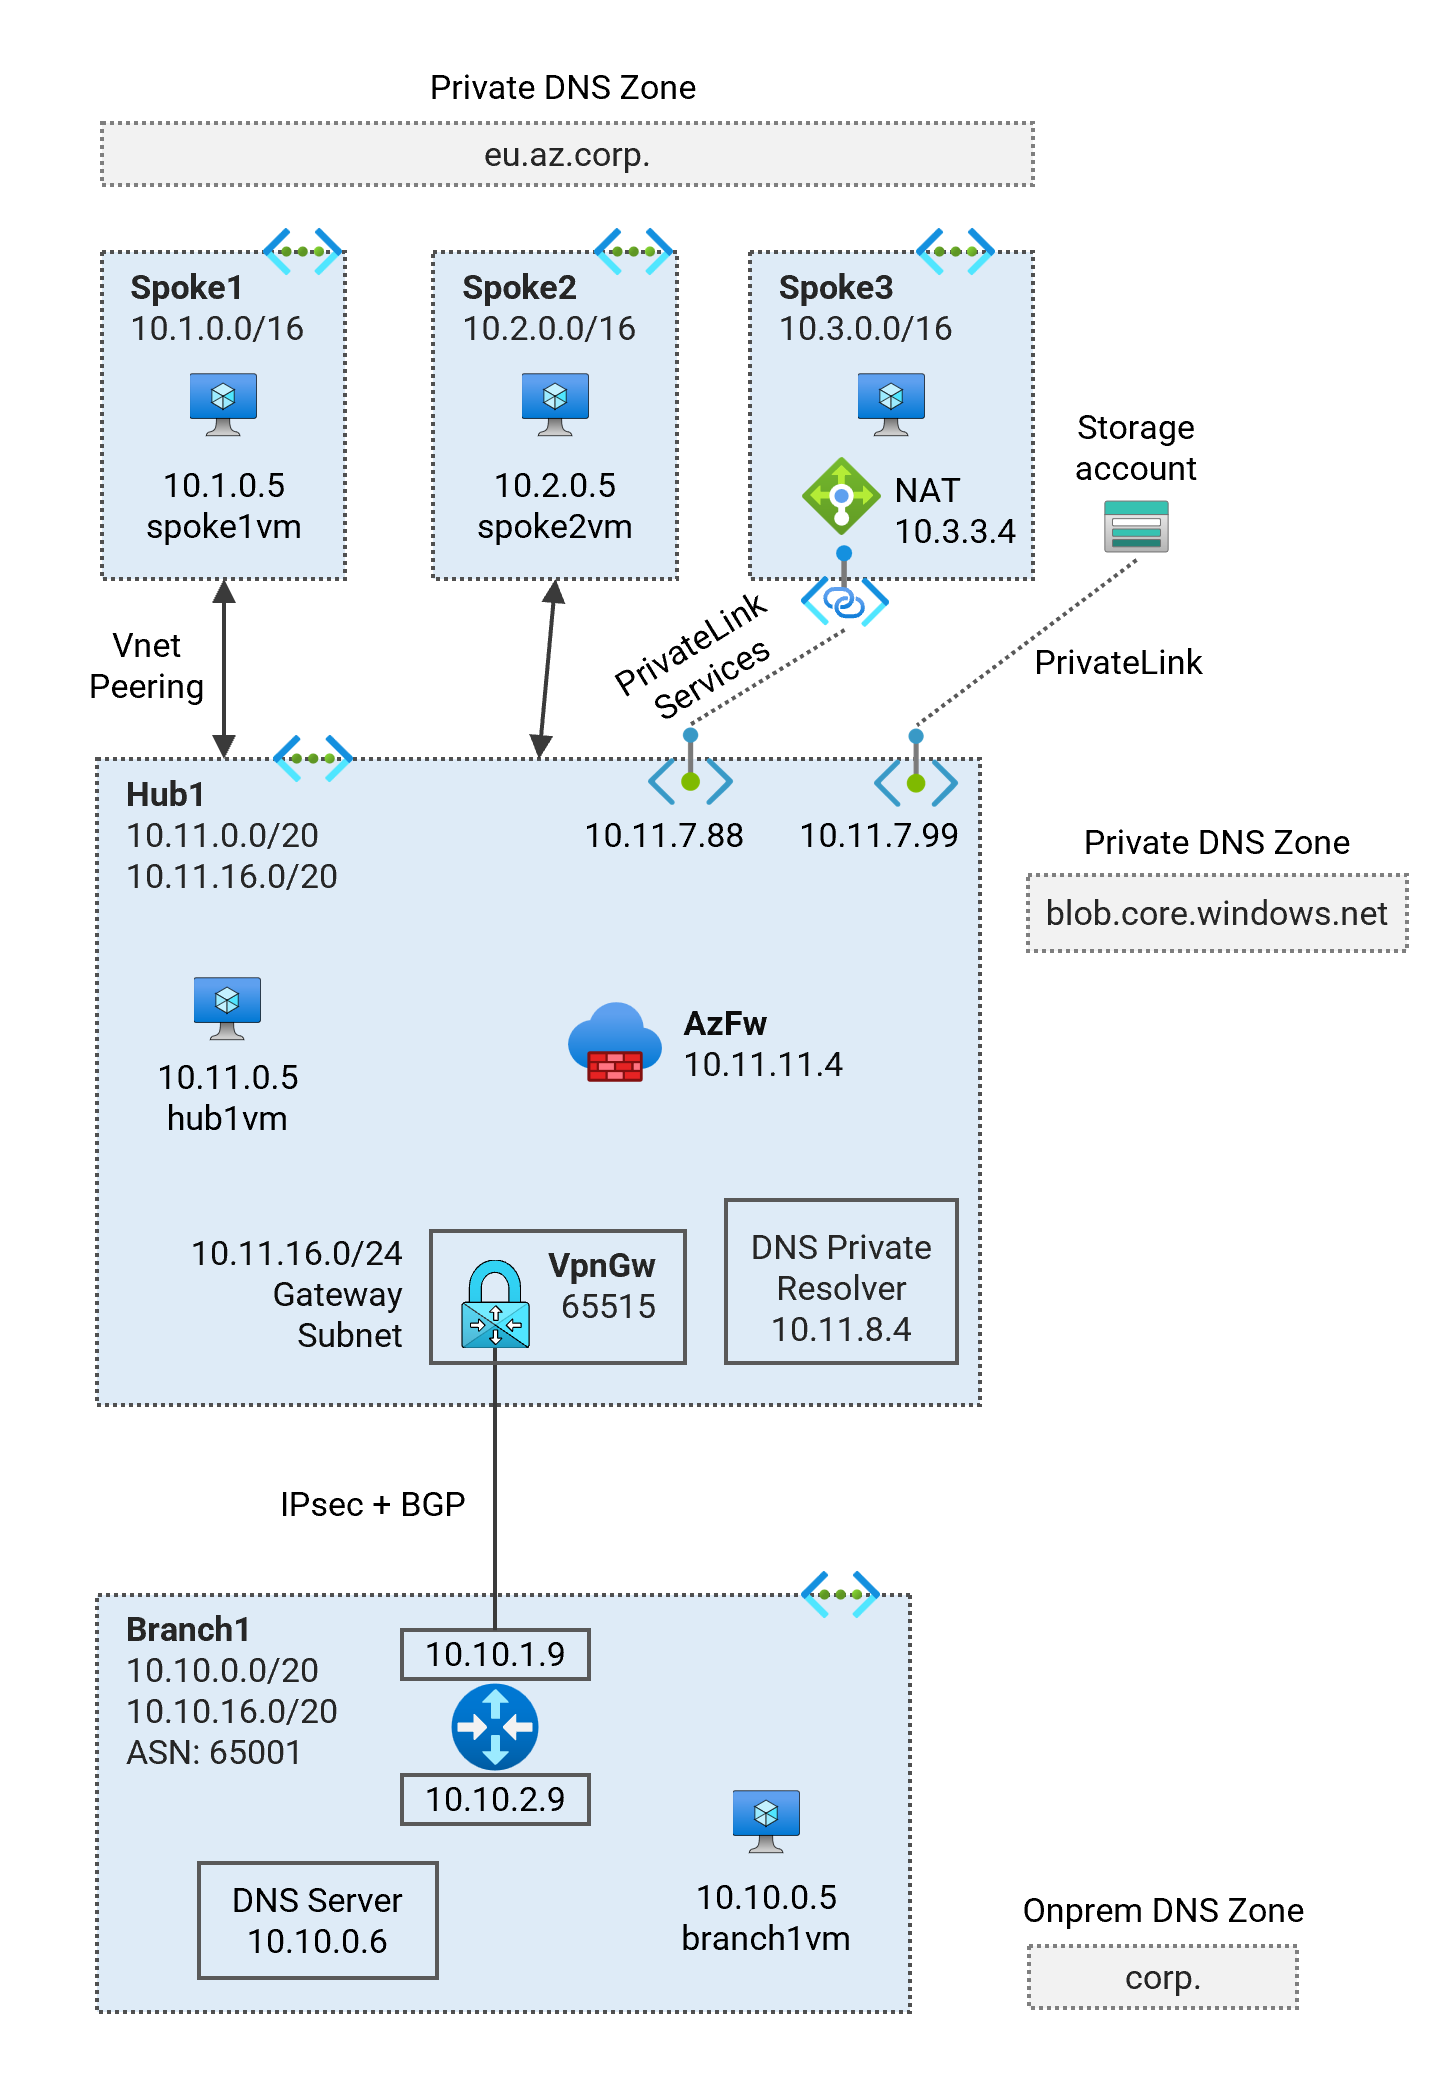 Private DNS Zone
eu.az.corp.
Spoke1
10.1.0.0/16
10.1.0.5
spoke1vm
Spoke2
10.2.0.0/16
10.2.0.5
spoke2vm
Spoke3
10.3.0.0/16
NAT
10.3.3.4
Storage
account
Vnet
Peering
PrivateLink
Services
PrivateLink
Hub1
10.11.0.0/20
10.11.16.0/20
10.11.7.88
10.11.7.99
Private DNS Zone
blob.core.windows.net
10.11.0.5
hub1vm
AzFw
10.11.11.4
10.11.16.0/24
Gateway
Subnet
VpnGw
65515
DNS Private
Resolver
10.11.8.4
IPsec + BGP
Branch1
10.10.0.0/20
10.10.16.0/20
ASN: 65001
10.10.1.9
10.10.2.9
DNS Server
10.10.0.6
10.10.0.5
branch1vm
Onprem DNS Zone
corp.